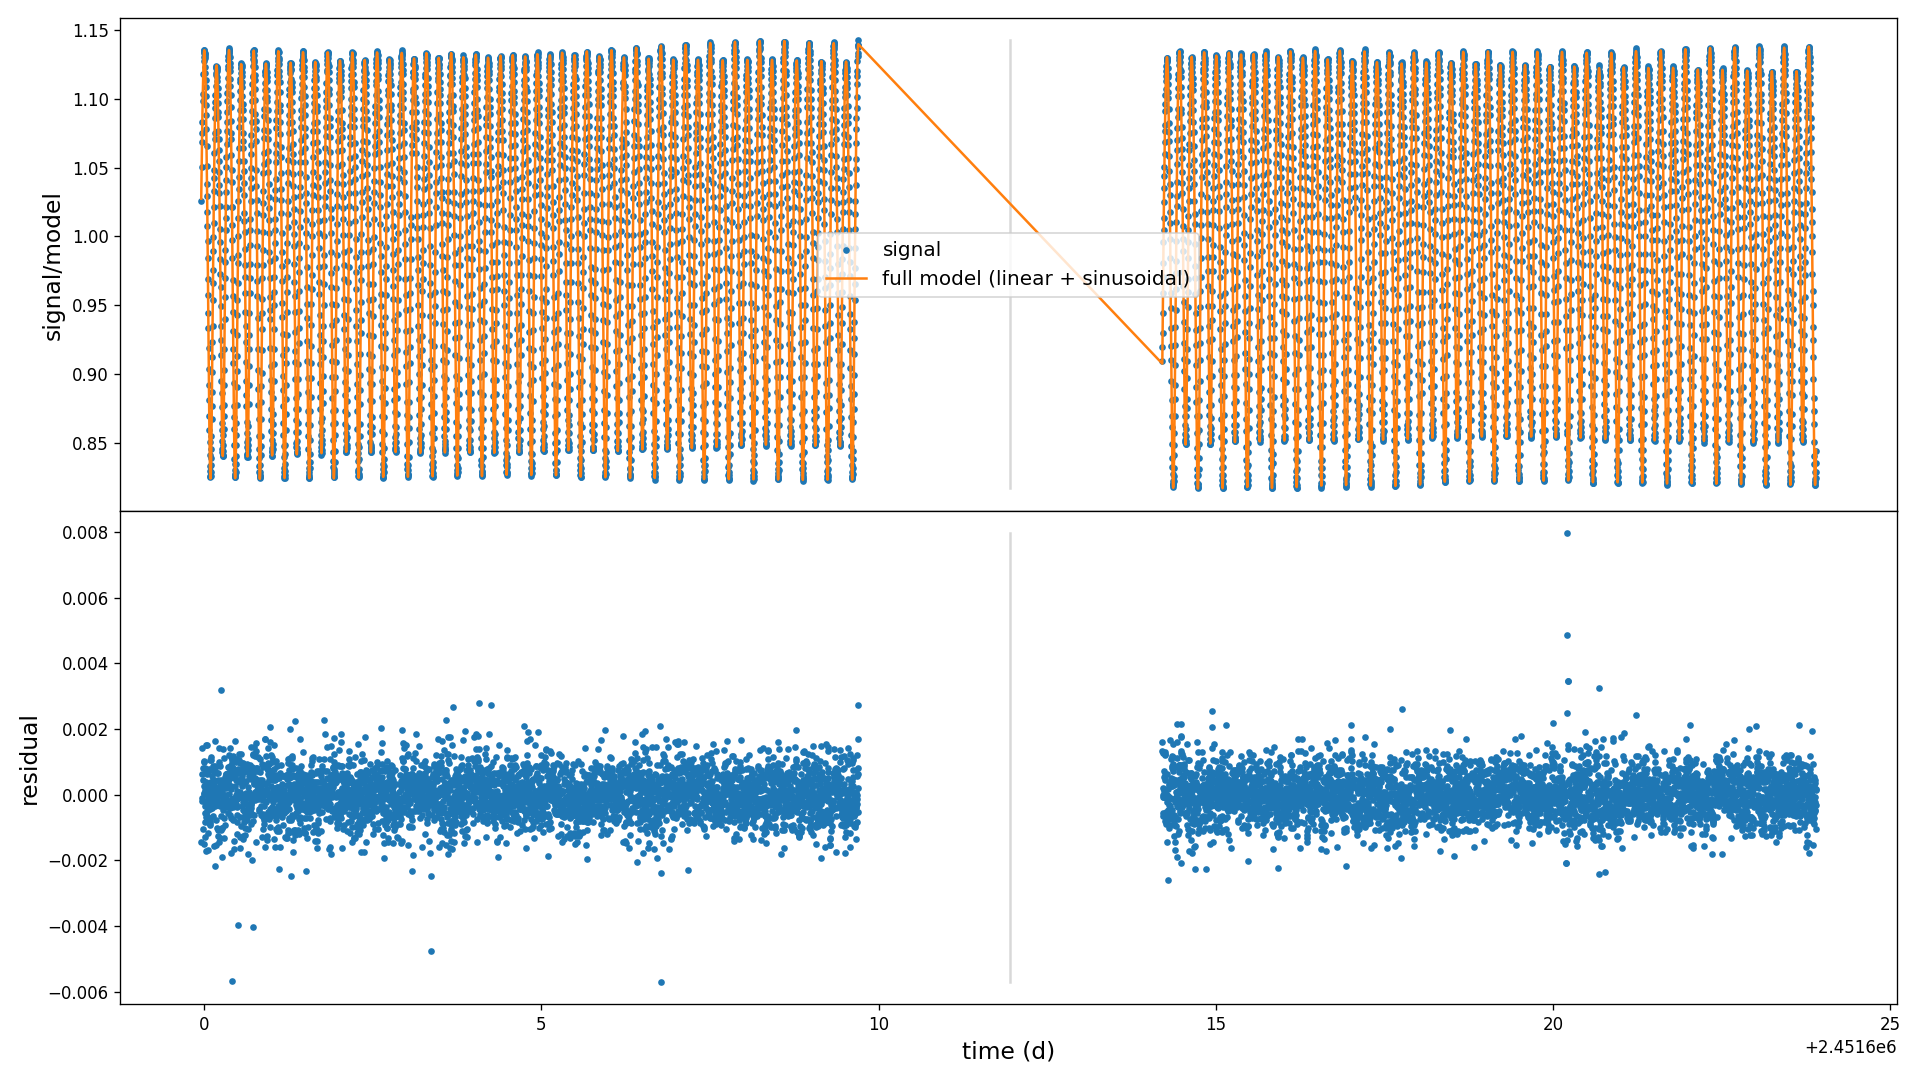 1.15
1.10
1.05
1.00
0.95
0.90
0.85
signal/model
signal
full model (linear + sinusoidal)
0.008
0.006
0.004
0.002
0.000
−0.002
−0.004
−0.006
residual
0 5 10 15 20 25
time (d)
+2.4516e6